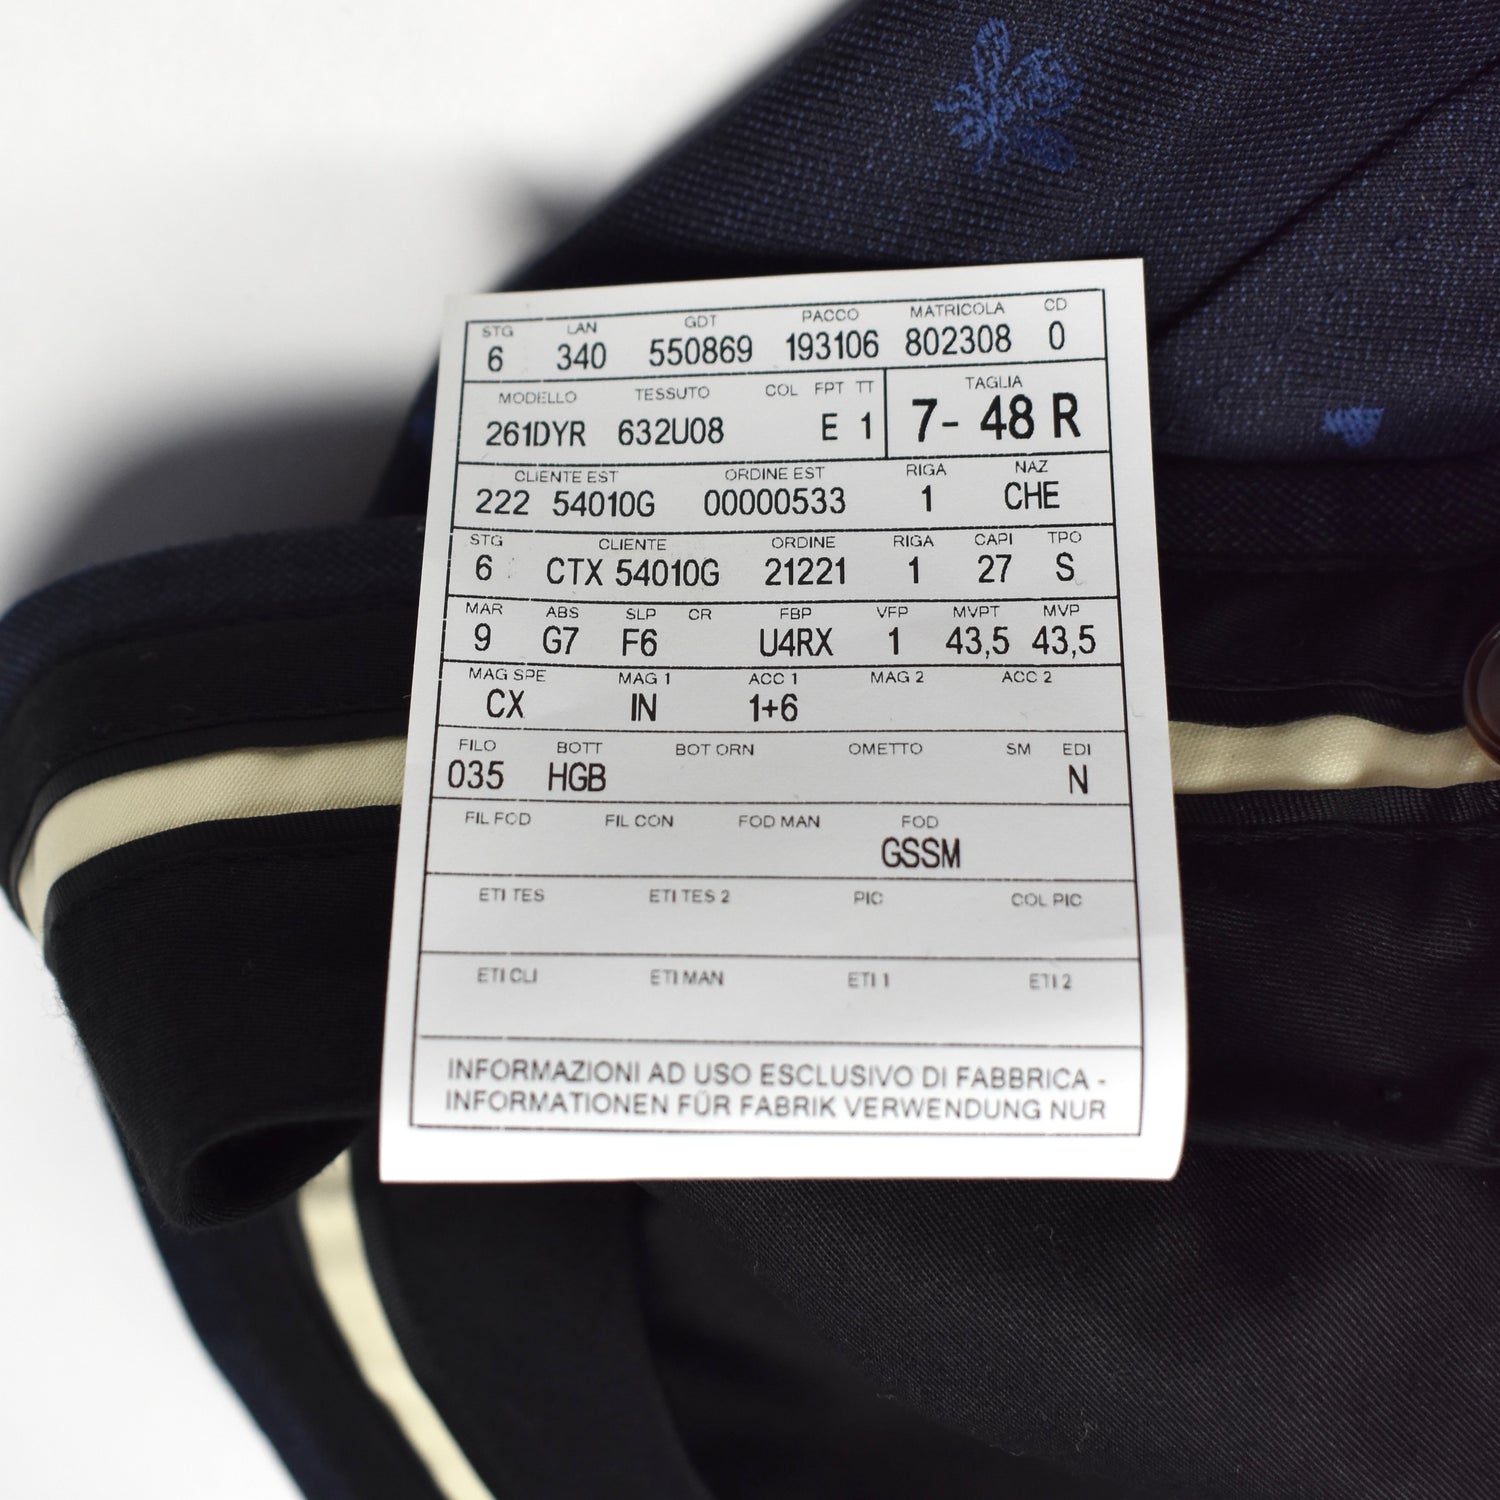 STG LAN GDT PACCO MATRICOLA CD
6 340 550869 193106 802308 0
MODELLO TESSUTO COL FPT TT TAGLIA
261DYR 632U08 E 1 7- 48 R
CLIENTE EST ORDINE EST RIGA NAZ
222 54010G 00000533 1 CHE
STG CLIENTE ORDINE RIGA CAPI TPO
6 CTX 54010G 21221 1 27 S
MAR ABS SLP CR FBP VFP MVPT MVP
9 G7 F6 U4RX 1 43,5 43,5
MAG SPE MAG 1 ACC 1 MAG 2 ACC 2
CX IN 1+6
FILO BOTT BOT ORN OMETTO SM EDI
035 HGB N
FIL FOD FIL CON FOD MAN FOD
GSSM
ETI TES ETI TES 2 PIC COL PIC
ETI CLI ETI MAN ETI 1 ETI 2
INFORMAZIONI AD USO ESCLUSIVO DI FABBRICA -
INFORMATIONEN FÜR FABRIK VERWENDUNG NUR